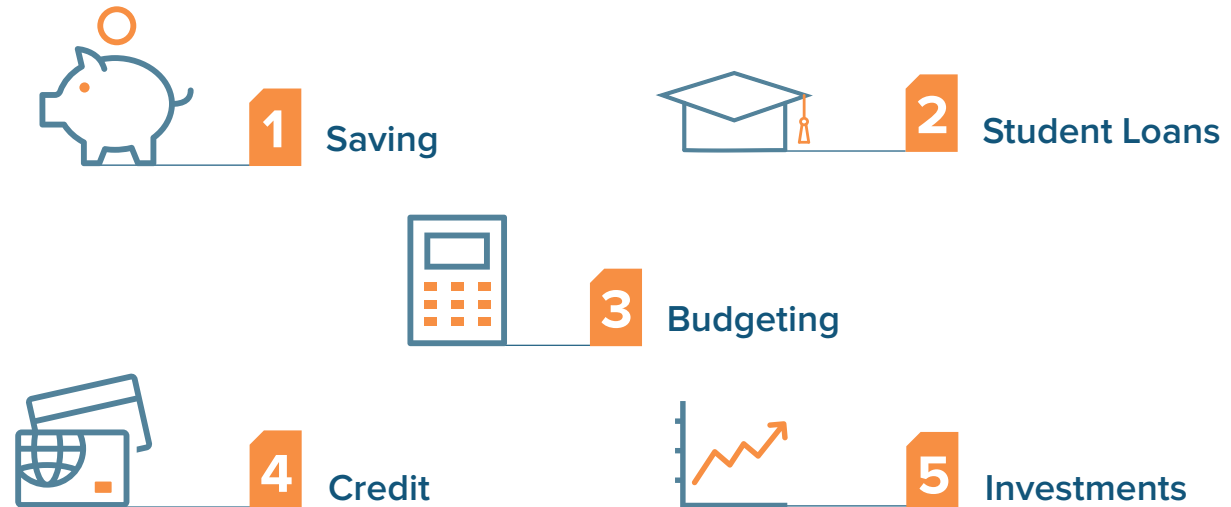 1 Saving
2 Student Loans
3 Budgeting
4 Credit
5 Investments